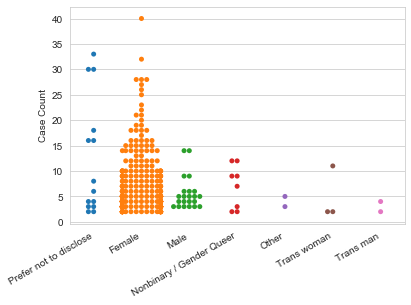 40
35
30
25
20
15
10
5
0
Case Count
Prefer not to disclose
Female
Male
Nonbinary / Gender Queer
Other
Trans woman
Trans man